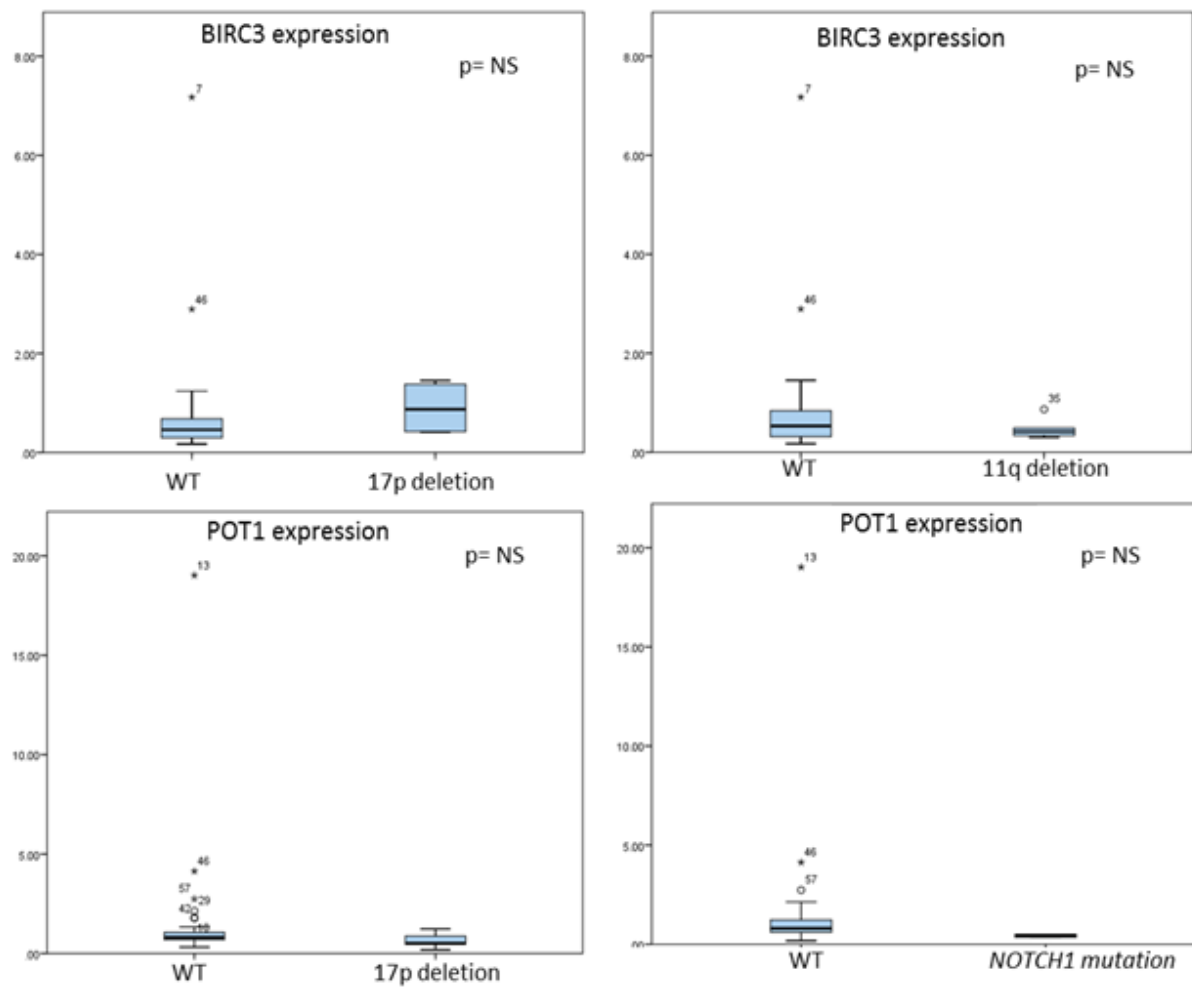 BIRC3 expression
p= NS
8.00
6.00
4.00
2.00
.00
7
46
WT
17p deletion
BIRC3 expression
p= NS
8.00
6.00
4.00
2.00
.00
7
46
35
WT
11q deletion
POT1 expression
p= NS
20.00
15.00
10.00
5.00
.00
13
46
57
29
42
WT
17p deletion
POT1 expression
p= NS
20.00
15.00
10.00
5.00
.00
13
46
57
WT
NOTCH1 mutation